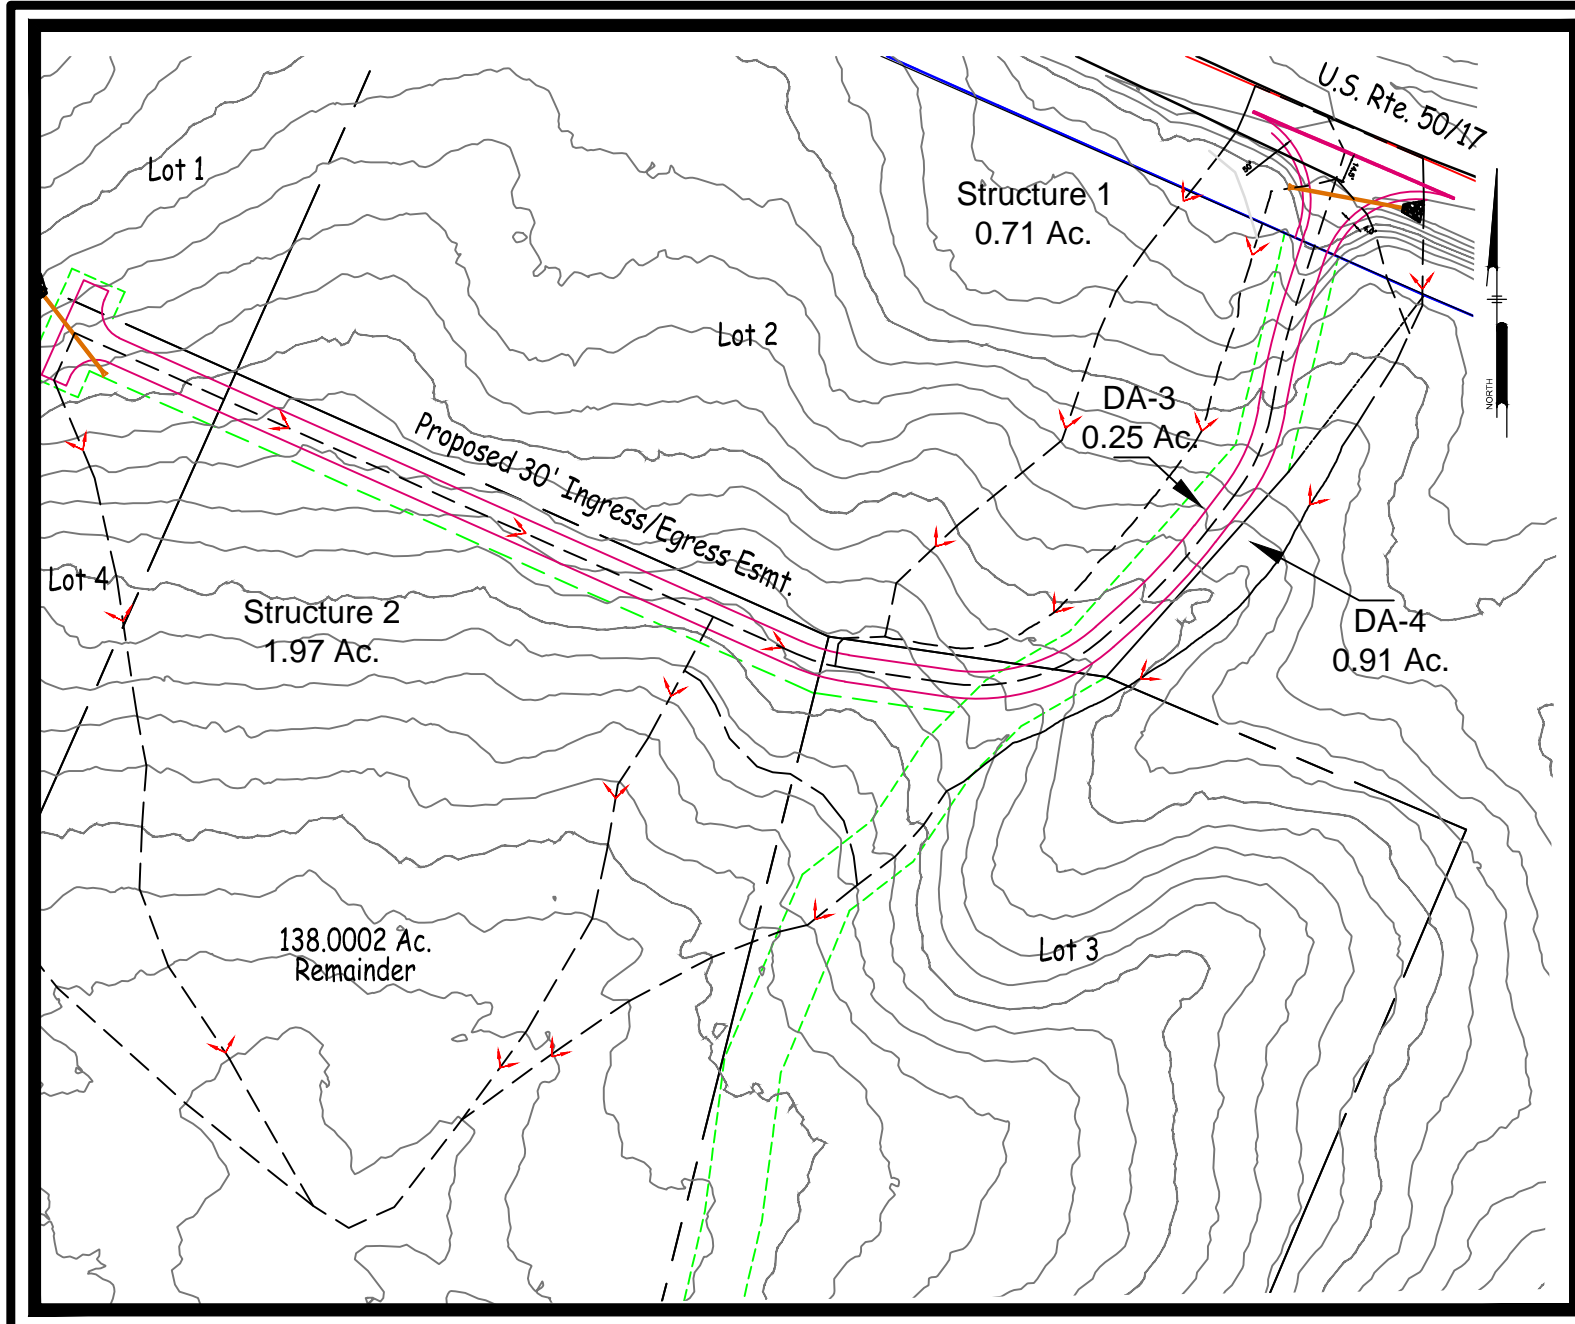 U.S. Rte. 50/17
Lot 1
Structure 1
0.71 Ac.
Lot 2
NORTH
DA-3
0.25 Ac.
Proposed 30' Ingress/Egress Esmt.
Lot 4
Structure 2
1.97 Ac.
DA-4
0.91 Ac.
138.0002 Ac.
Remainder
Lot 3